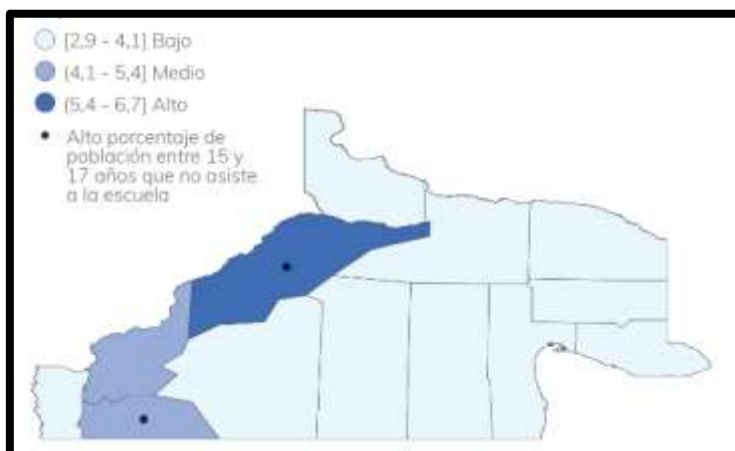 [2,9 - 4,1] Bajo
(4,1 - 5,4] Medio
(5,4 - 6,7] Alto
Alto porcentaje de
población entre 15 y
17 años que no asiste
a la escuela